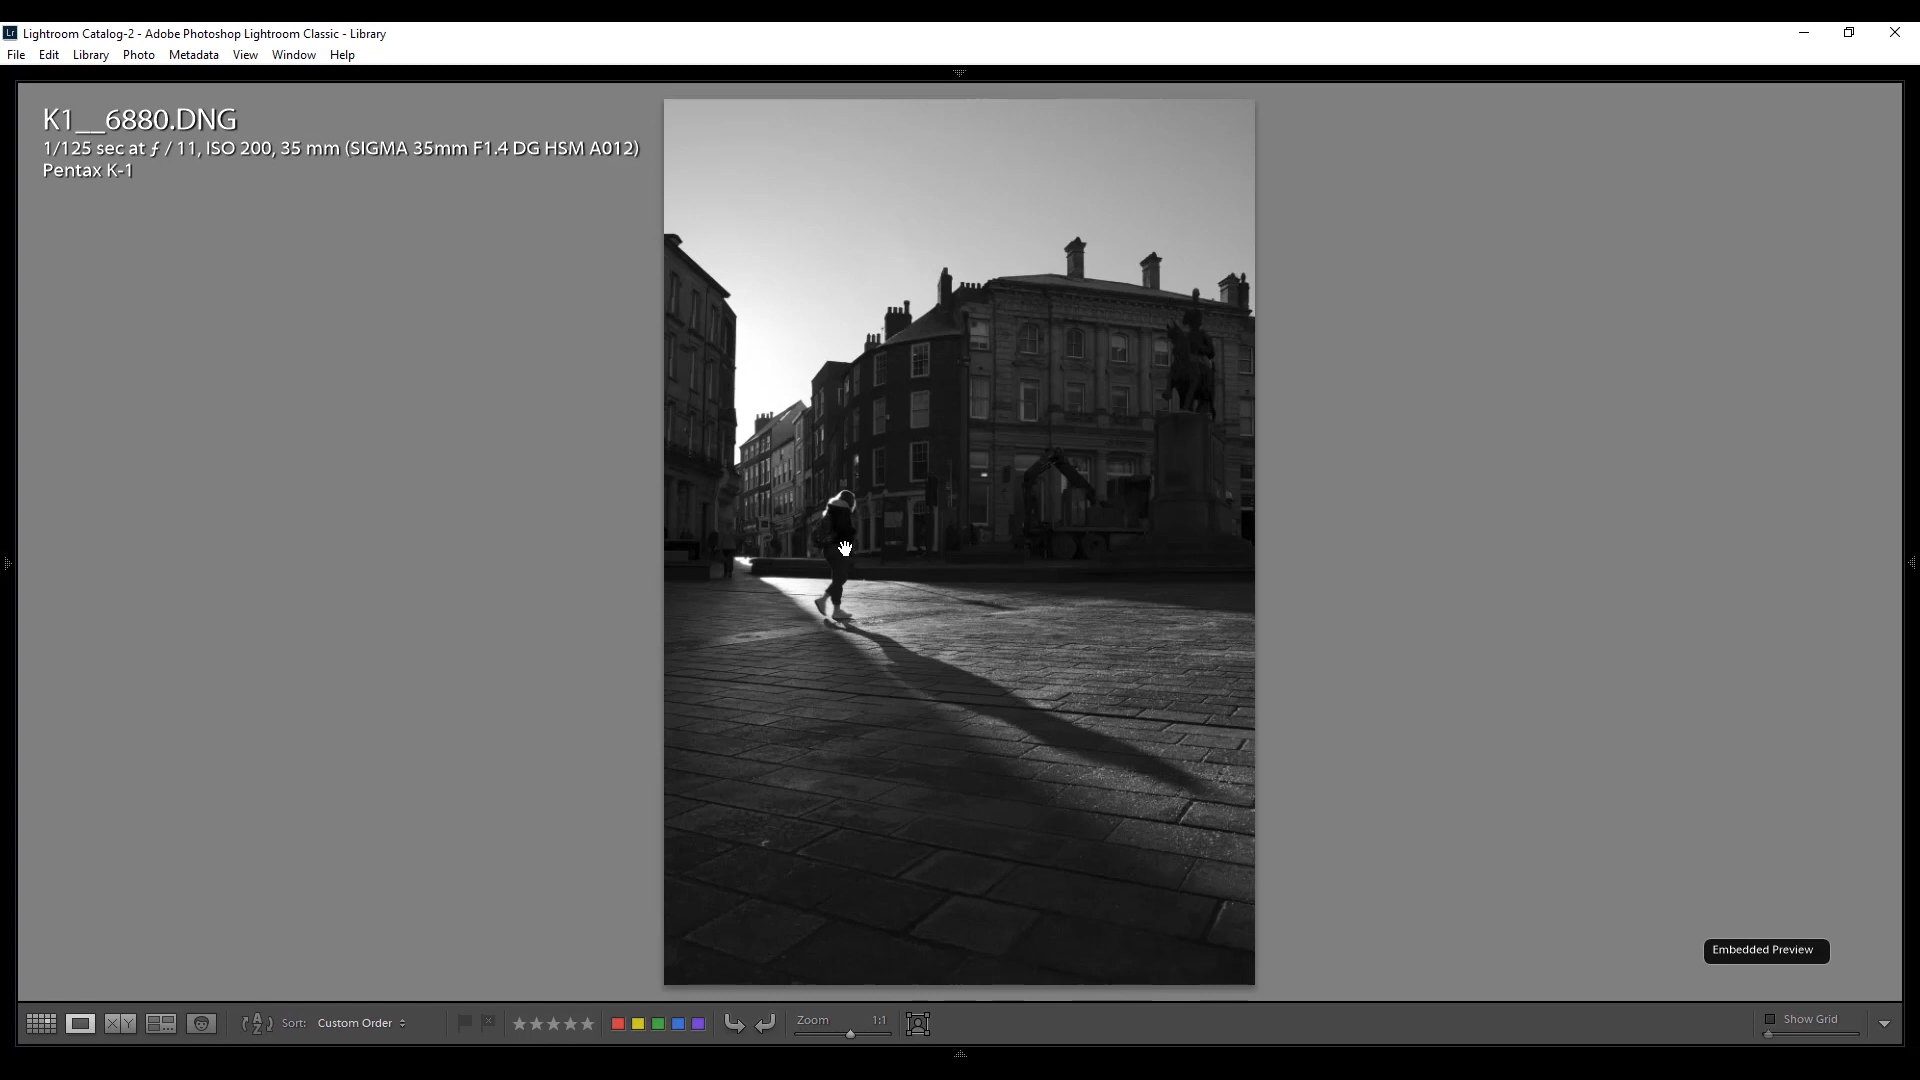 Lr Lightroom Catalog-2 - Adobe Photoshop Lightroom Classic - Library
File Edit Library Photo Metadata View Window Help
K1__6880.DNG
1/125 sec at ƒ / 11, ISO 200, 35 mm (SIGMA 35mm F1.4 DG HSM A012)
Pentax K-1
Embedded Preview
XY A Z Sort: Custom Order Zoom 1:1 Show Grid